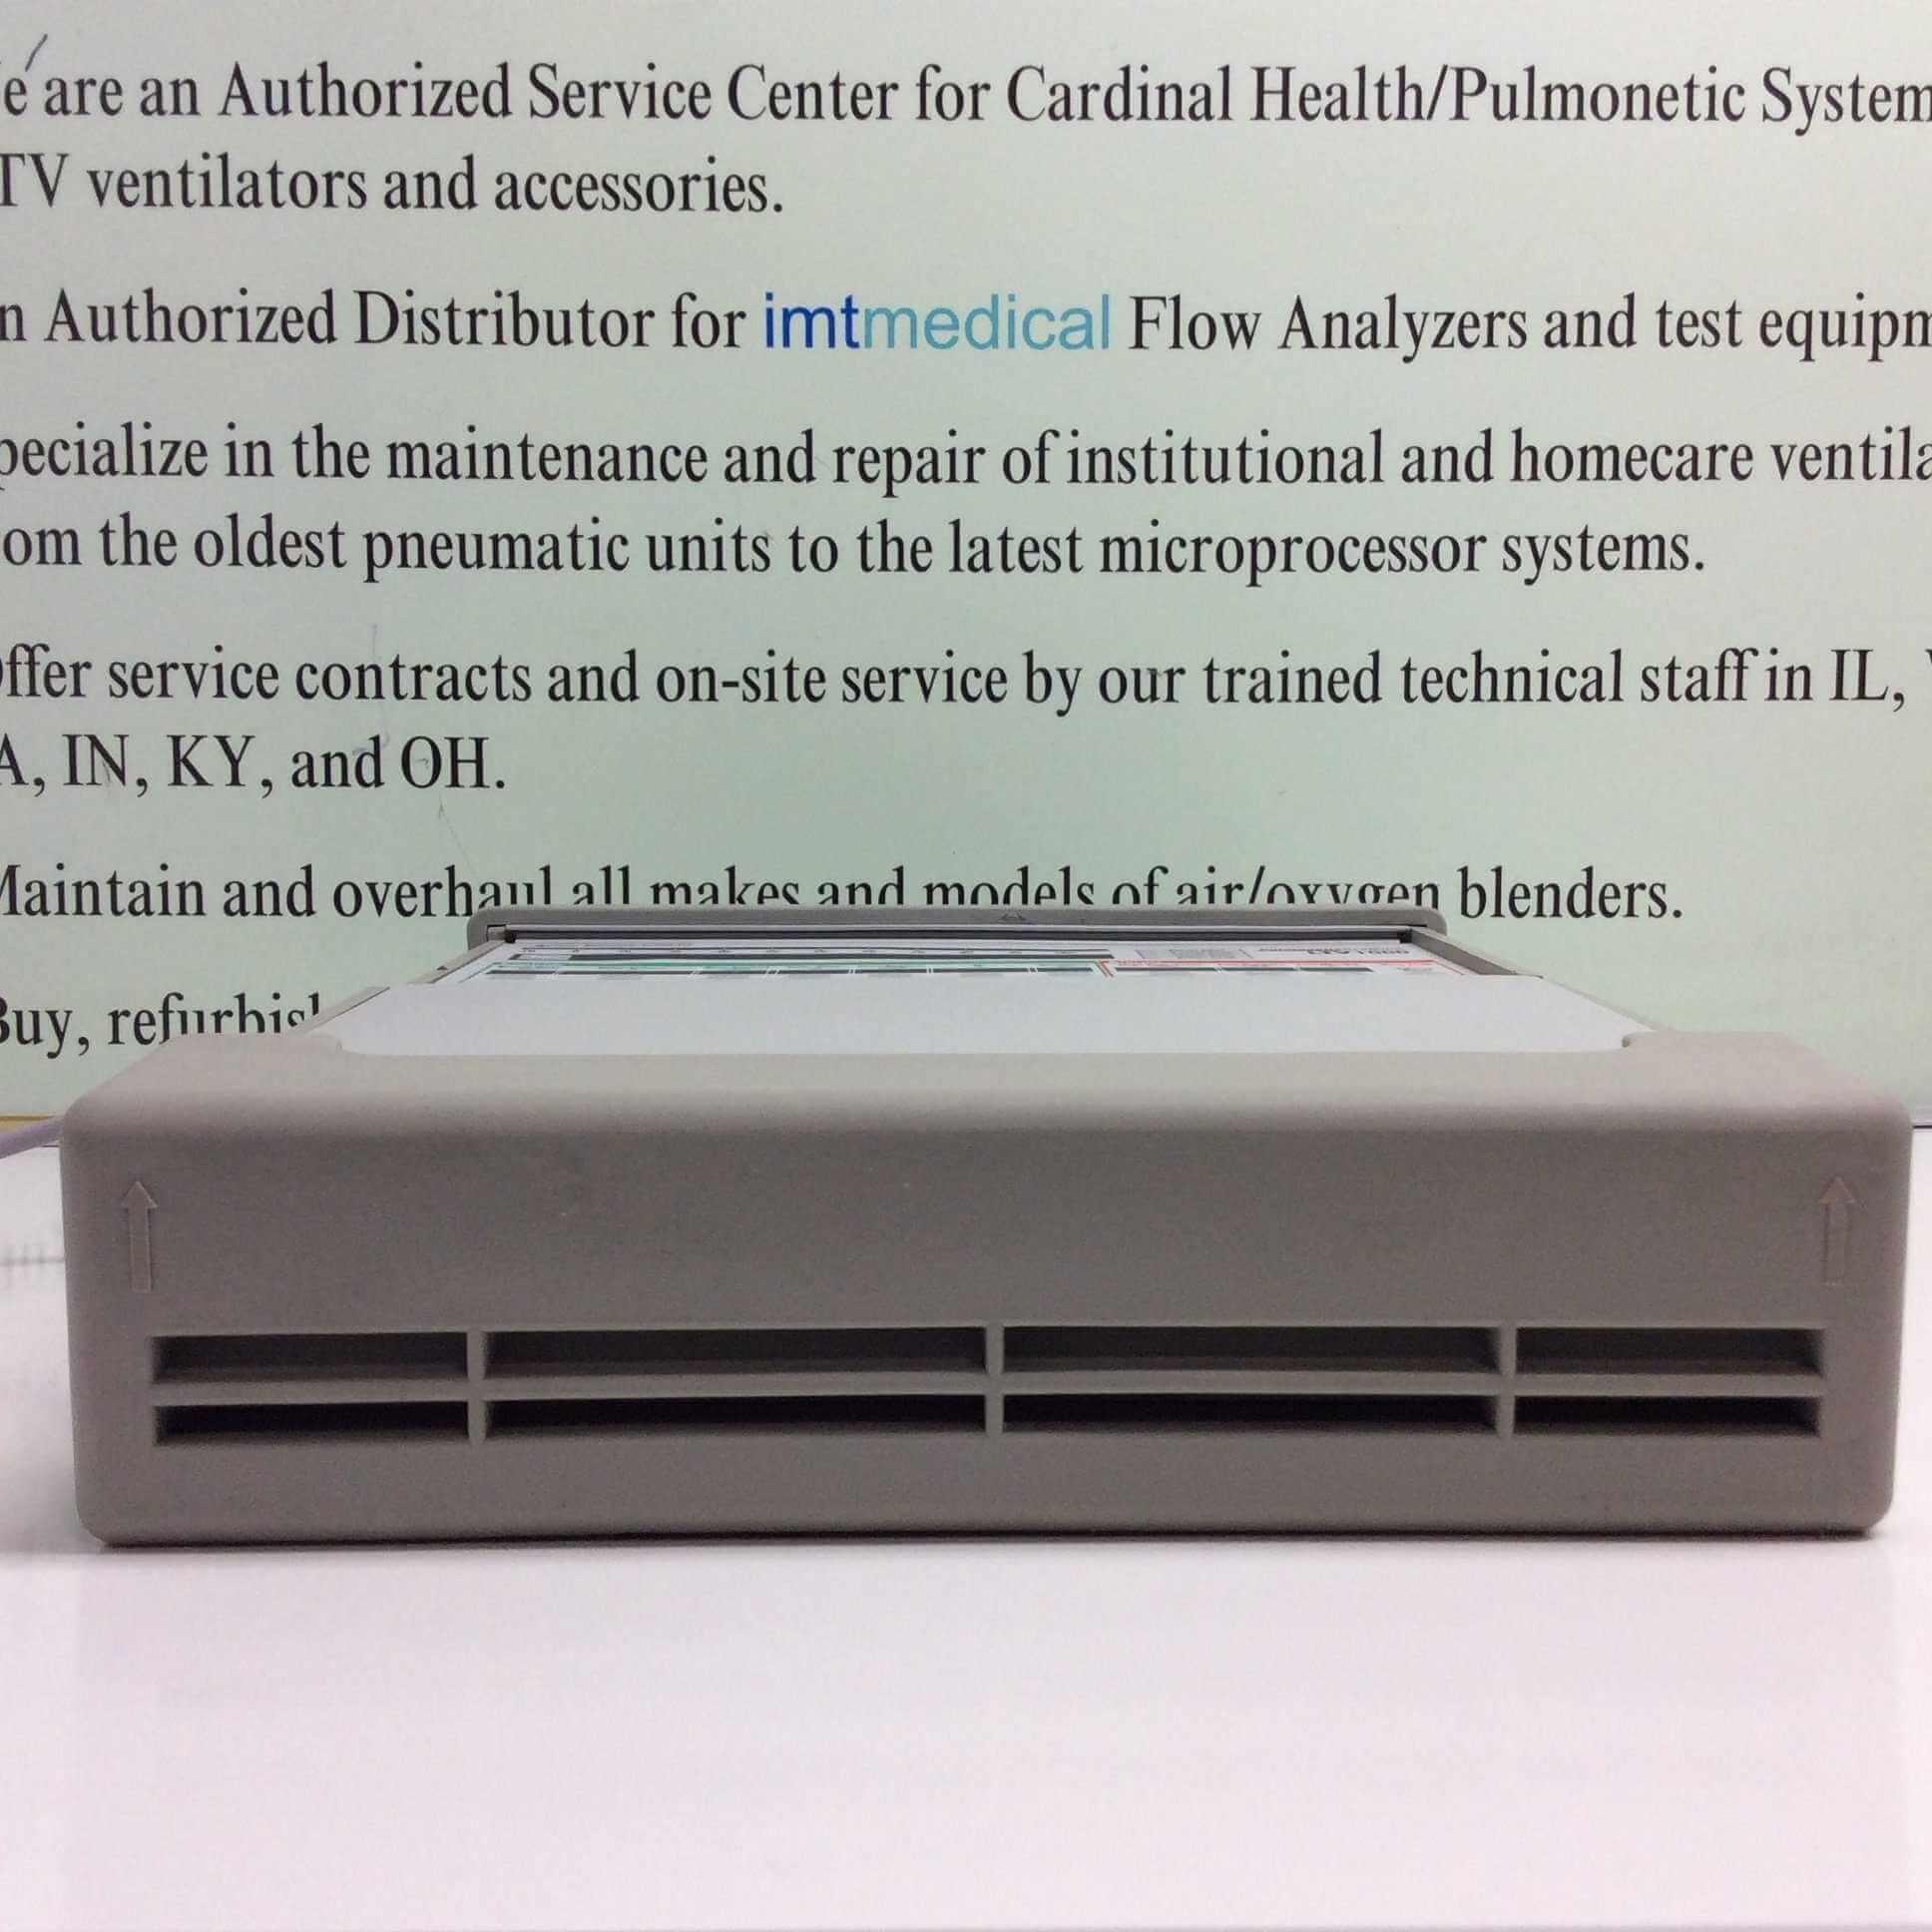 e are an Authorized Service Center for Cardinal Health/Pulmonetic System
TV ventilators and accessories.
n Authorized Distributor for imtmedical Flow Analyzers and test equipm
pecialize in the maintenance and repair of institutional and homecare ventila
om the oldest pneumatic units to the latest microprocessor systems.
ffer service contracts and on-site service by our trained technical staff in IL,
A, IN, KY, and OH.
Maintain and overhaul all makes and models of air/oxygen blenders.
Buy, refurbish